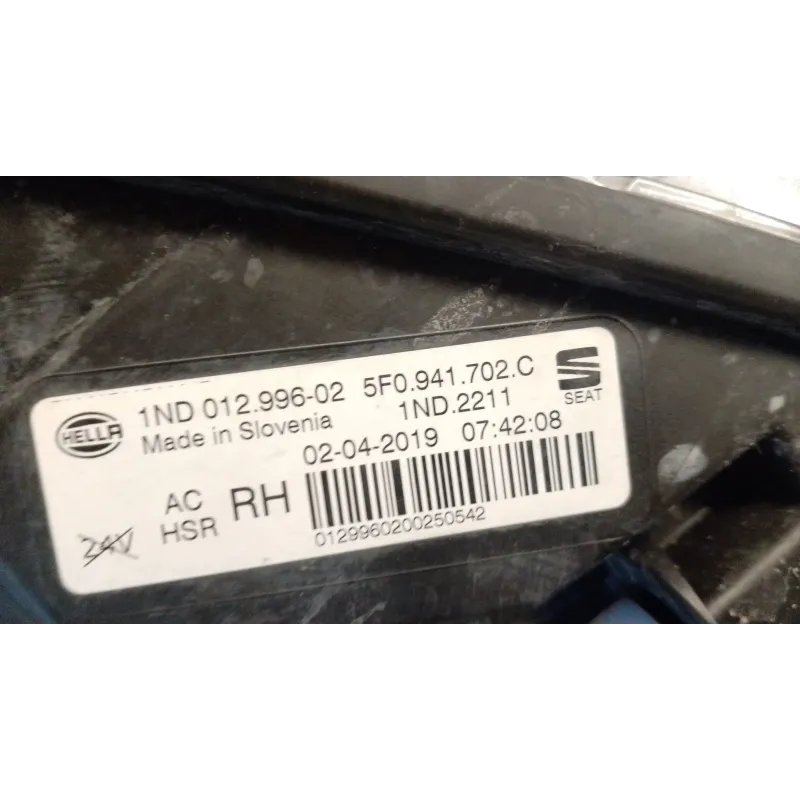 HELLA
1ND 012.996-02 5F0.941.702.C
Made in Slovenia 1ND.2211
SEAT
02-04-2019 07:42:08
AC
HSR
RH
24V
0129960200250542